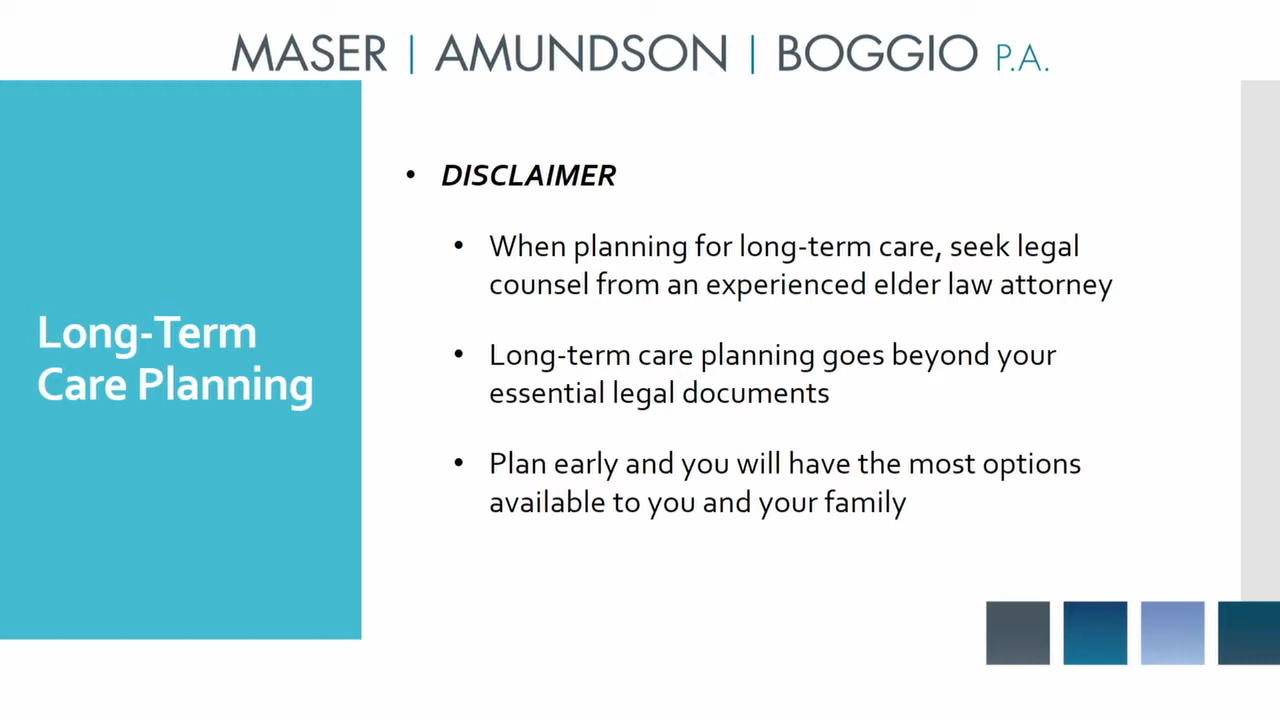 MASER | AMUNDSON | BOGGIO P.A.
Long-Term
Care Planning
• DISCLAIMER
• When planning for long-term care, seek legal
counsel from an experienced elder law attorney
• Long-term care planning goes beyond your
essential legal documents
• Plan early and you will have the most options
available to you and your family